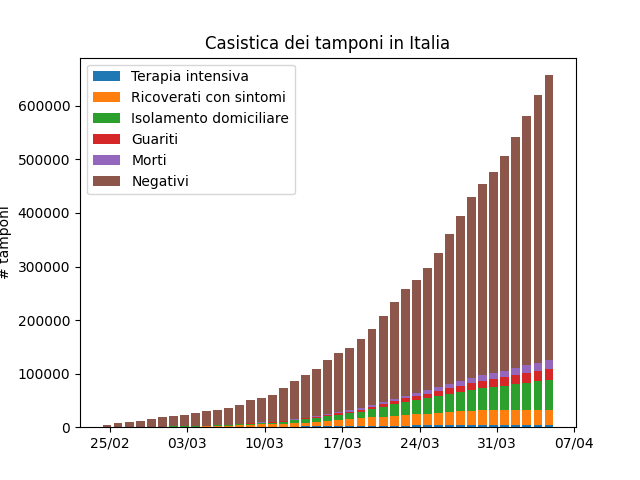 Casistica dei tamponi in Italia
Terapia intensiva
Ricoverati con sintomi
Isolamento domiciliare
Guariti
Morti
Negativi
# tamponi
600000
500000
400000
300000
200000
100000
0
25/02 03/03 10/03 17/03 24/03 31/03 07/04